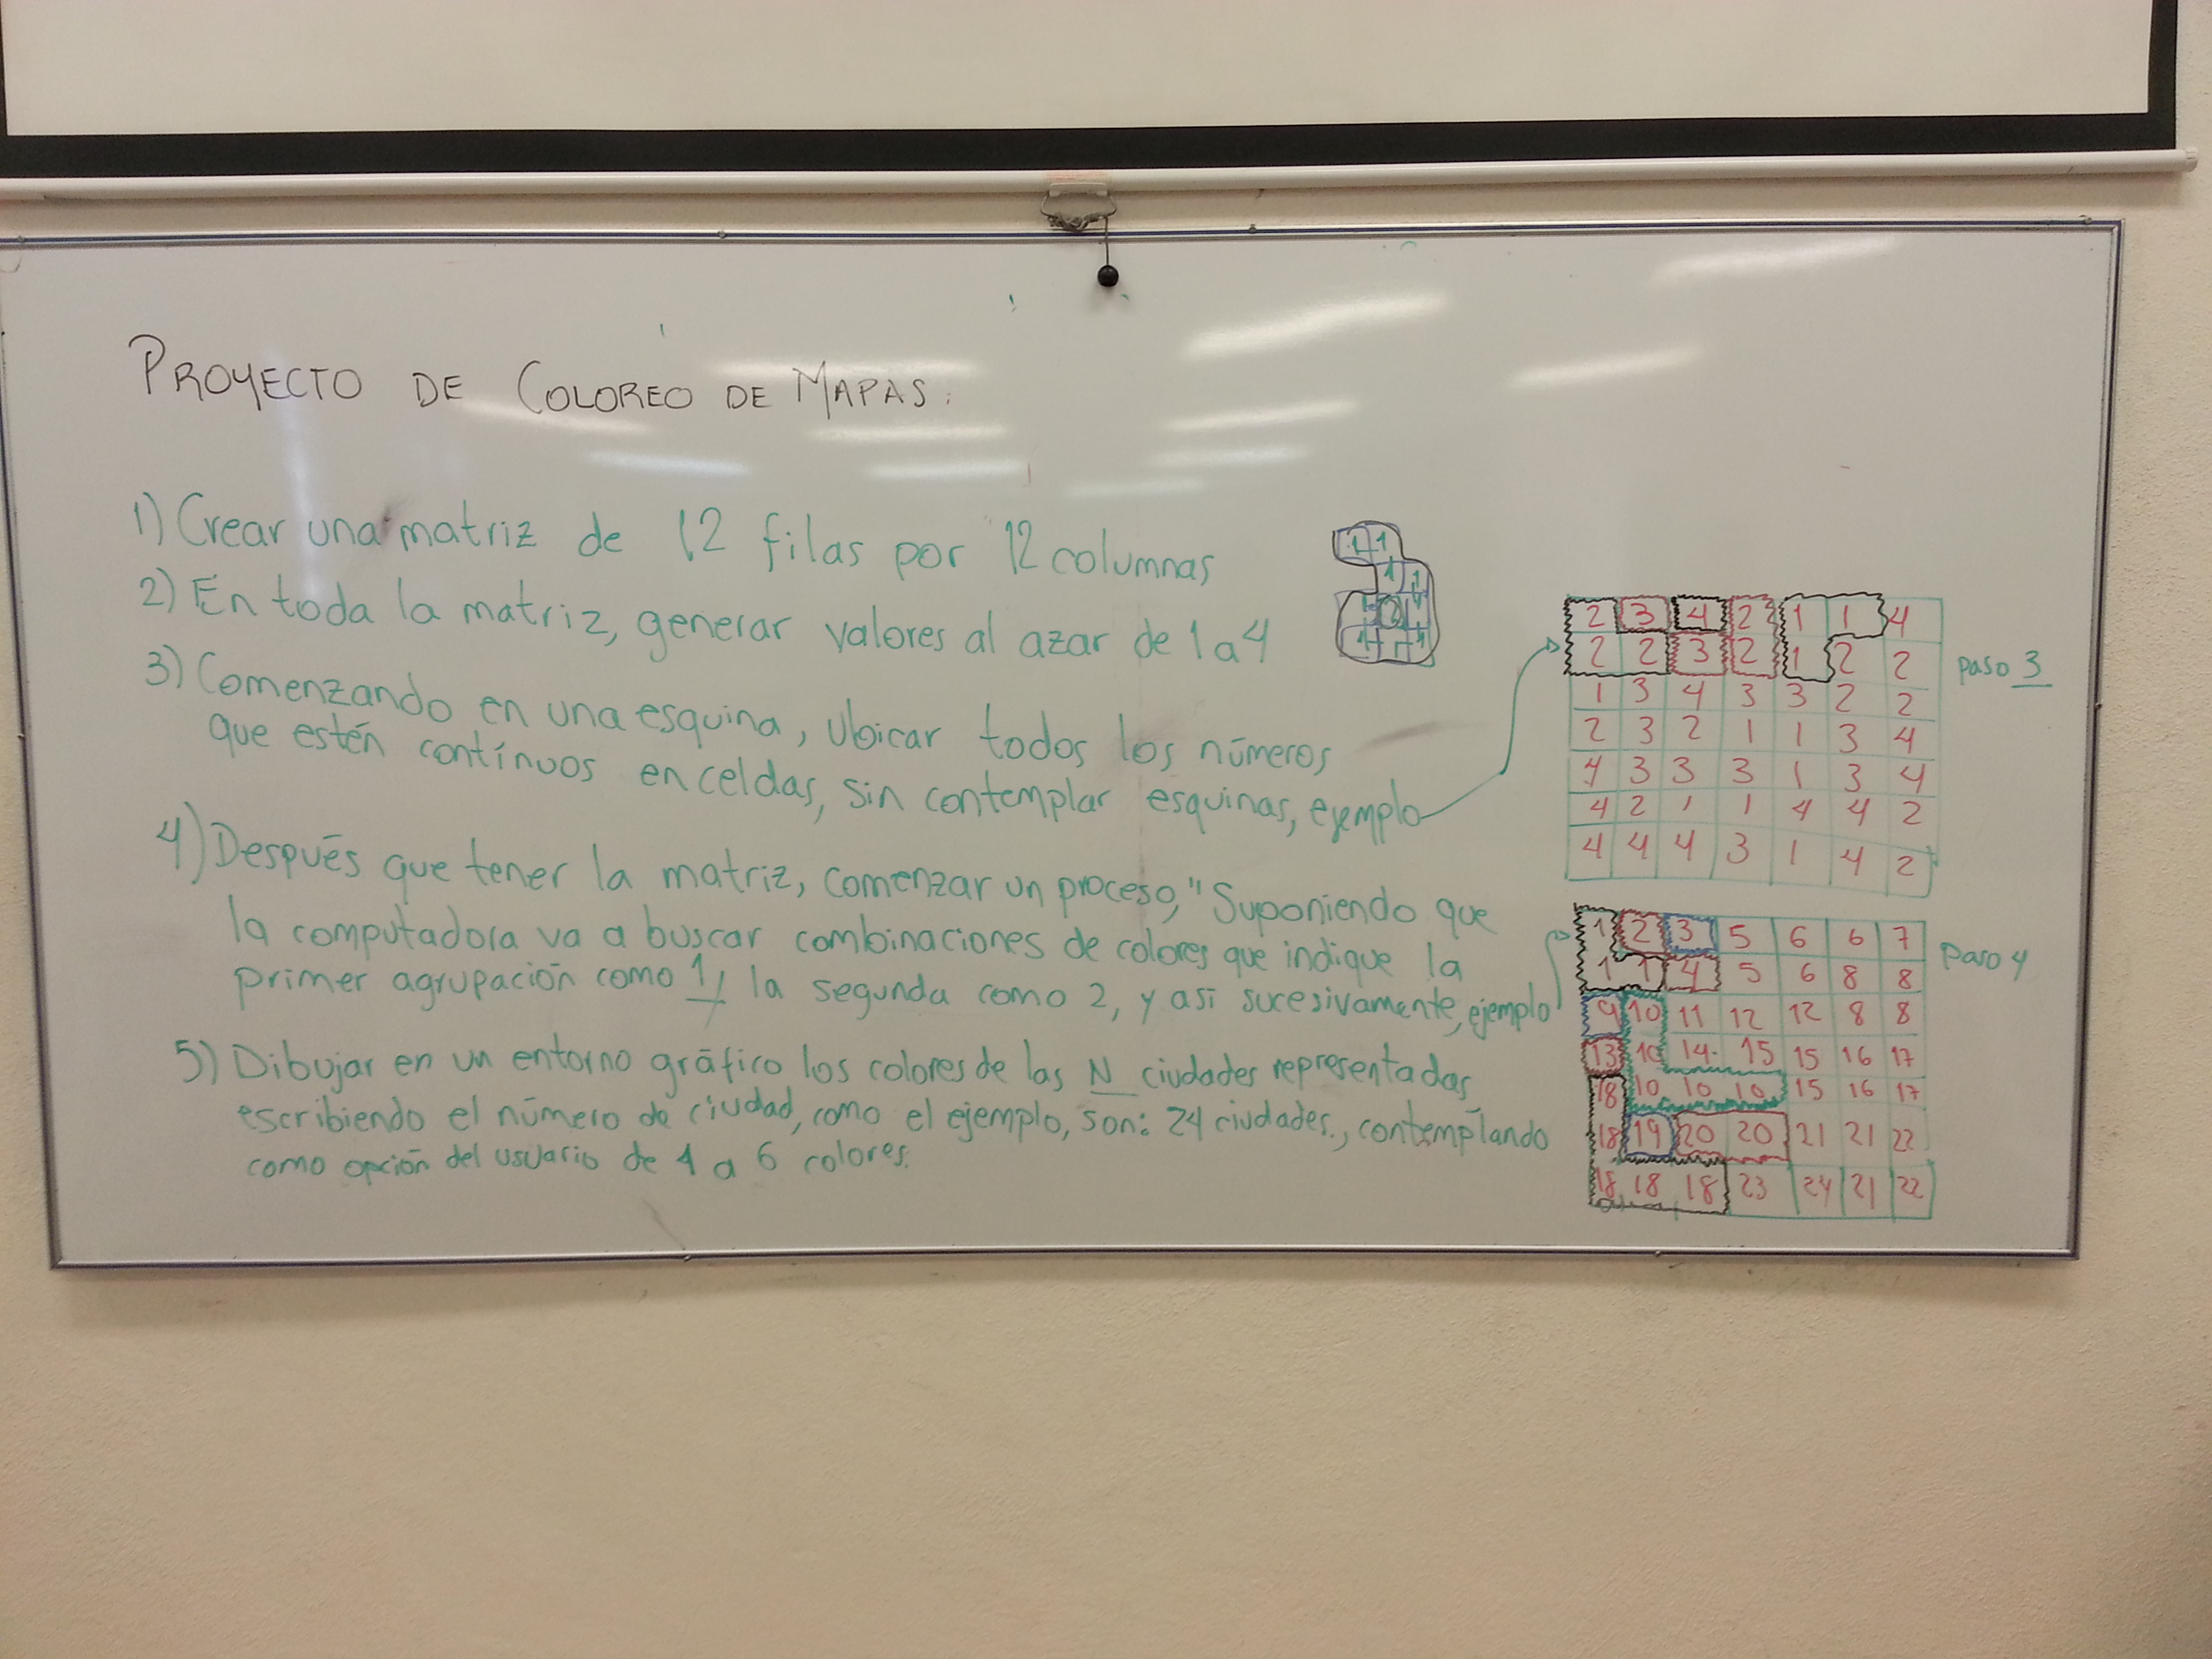 PROYECTO DE COLOREO DE MAPAS.
1) Crear una matriz de 12 filas por 12 columnas
2) En toda la matriz, generar valores al azar de 1 a 4
3) Comenzando en una esquina, ubicar todos los números
que estén contínuos en celdas, sin contemplar esquinas, ejemplo
4) Después que tener la matriz, comenzar un proceso, "Suponiendo que
la computadora va a buscar combinaciones de colores que indique la
primer agrupación como 1, la segunda como 2, y así sucesivamente, ejemplo
5) Dibujar en un entorno gráfico los colores de las N ciudades representadas
escribiendo el número de ciudad, como el ejemplo, son: 24 ciudades, contemplando
como opción del usuario de 4 a 6 colores.
1 1
1 1
2
2 3 4 2 1 1 4
2 2 3 2 1 2 2
paso 3
1 3 4 3 3 2 2
2 3 2 1 1 3 4
4 3 3 3 1 3 4
4 2 1 1 4 4 2
4 4 4 3 1 4 2
1 2 3 5 6 6 7
paso 4
1 1 4 5 6 8 8
9 10 11 12 12 8 8
13 10 14 15 15 16 17
18 10 10 10 15 16 17
18 19 20 20 21 21 22
18 18 18 23 24 21 22